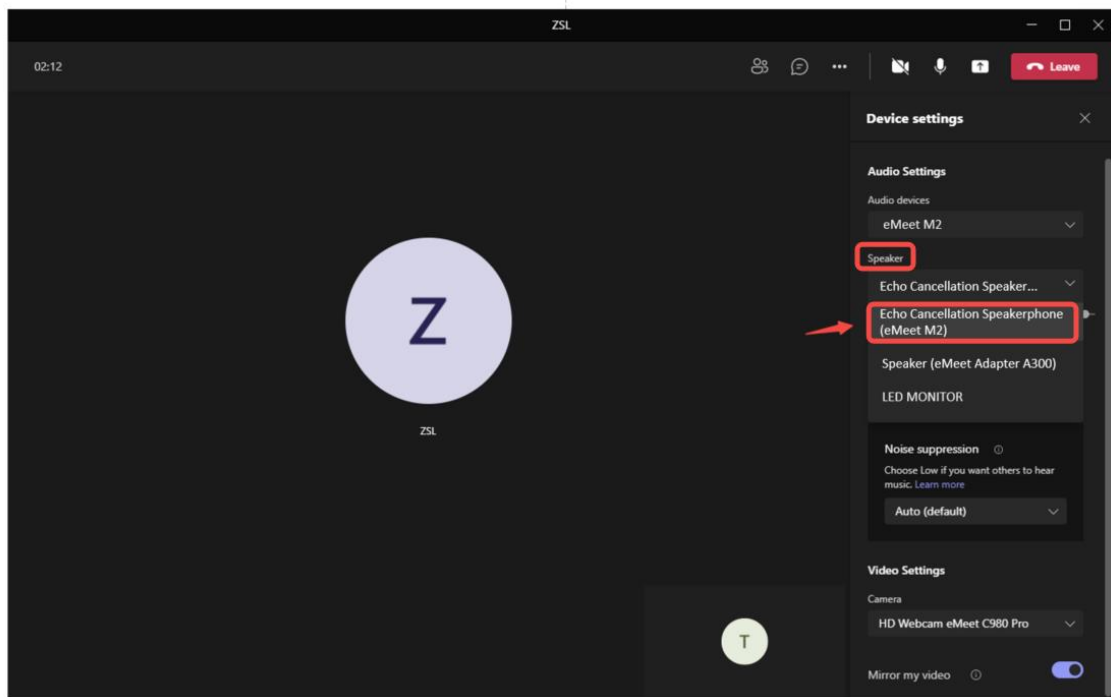 ZSL
02:12
Leave
Device settings
Audio Settings
Audio devices
eMeet M2
Speaker
Echo Cancellation Speaker...
Echo Cancellation Speakerphone
(eMeet M2)
Speaker (eMeet Adapter A300)
LED MONITOR
Z
ZSL
Noise suppression
Choose Low if you want others to hear
music. Learn more
Auto (default)
Video Settings
Camera
HD Webcam eMeet C980 Pro
T
Mirror my video